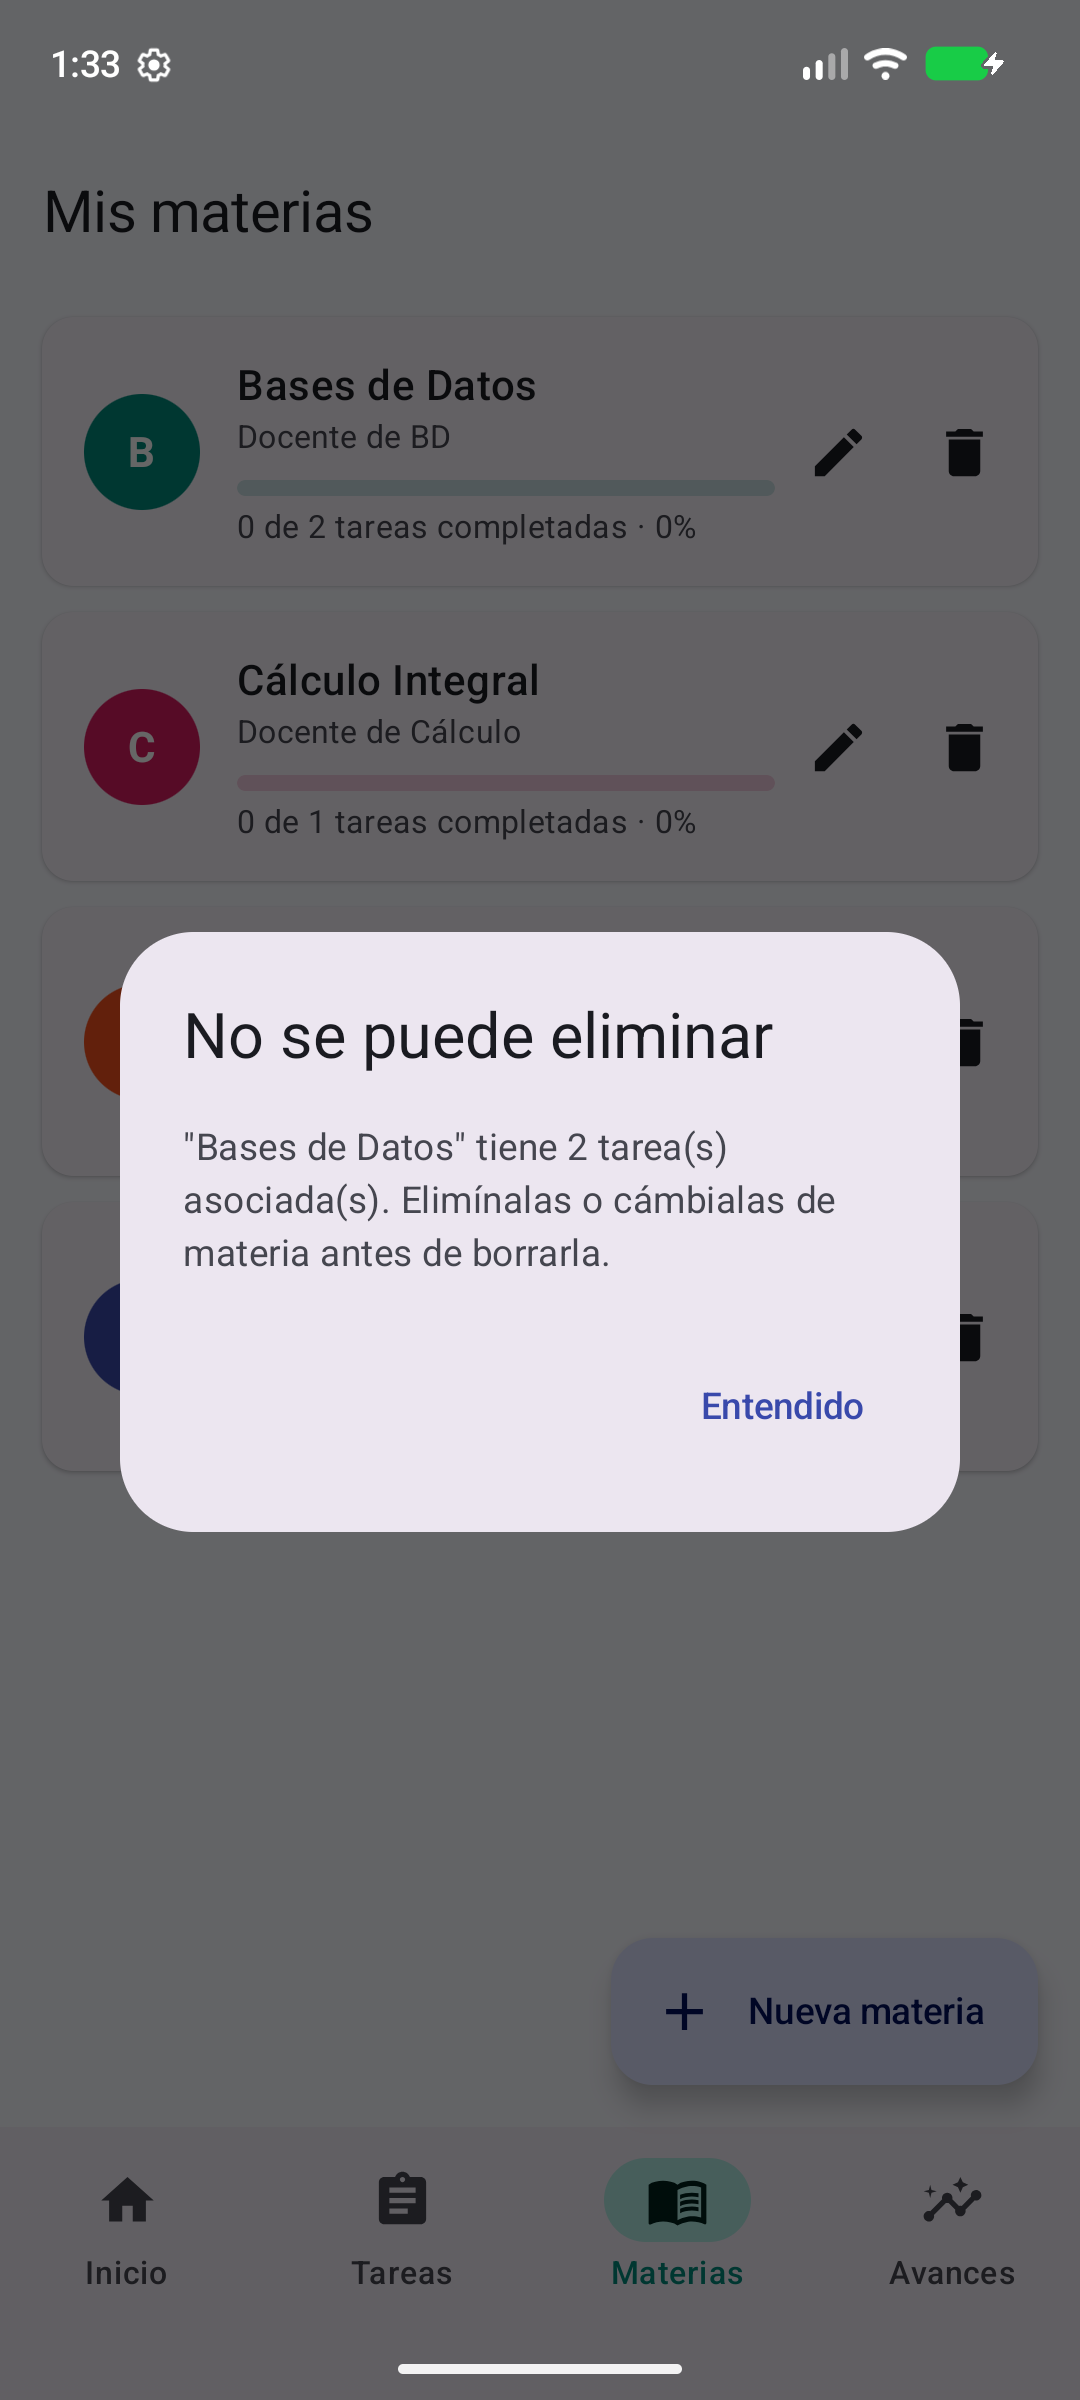 1:33
Mis materias
B
Bases de Datos
Docente de BD
0 de 2 tareas completadas · 0%
C
Cálculo Integral
Docente de Cálculo
0 de 1 tareas completadas · 0%
No se puede eliminar
"Bases de Datos" tiene 2 tarea(s)
asociada(s). Elimínalas o cámbialas de
materia antes de borrarla.
Entendido
Nueva materia
Inicio
Tareas
Materias
Avances